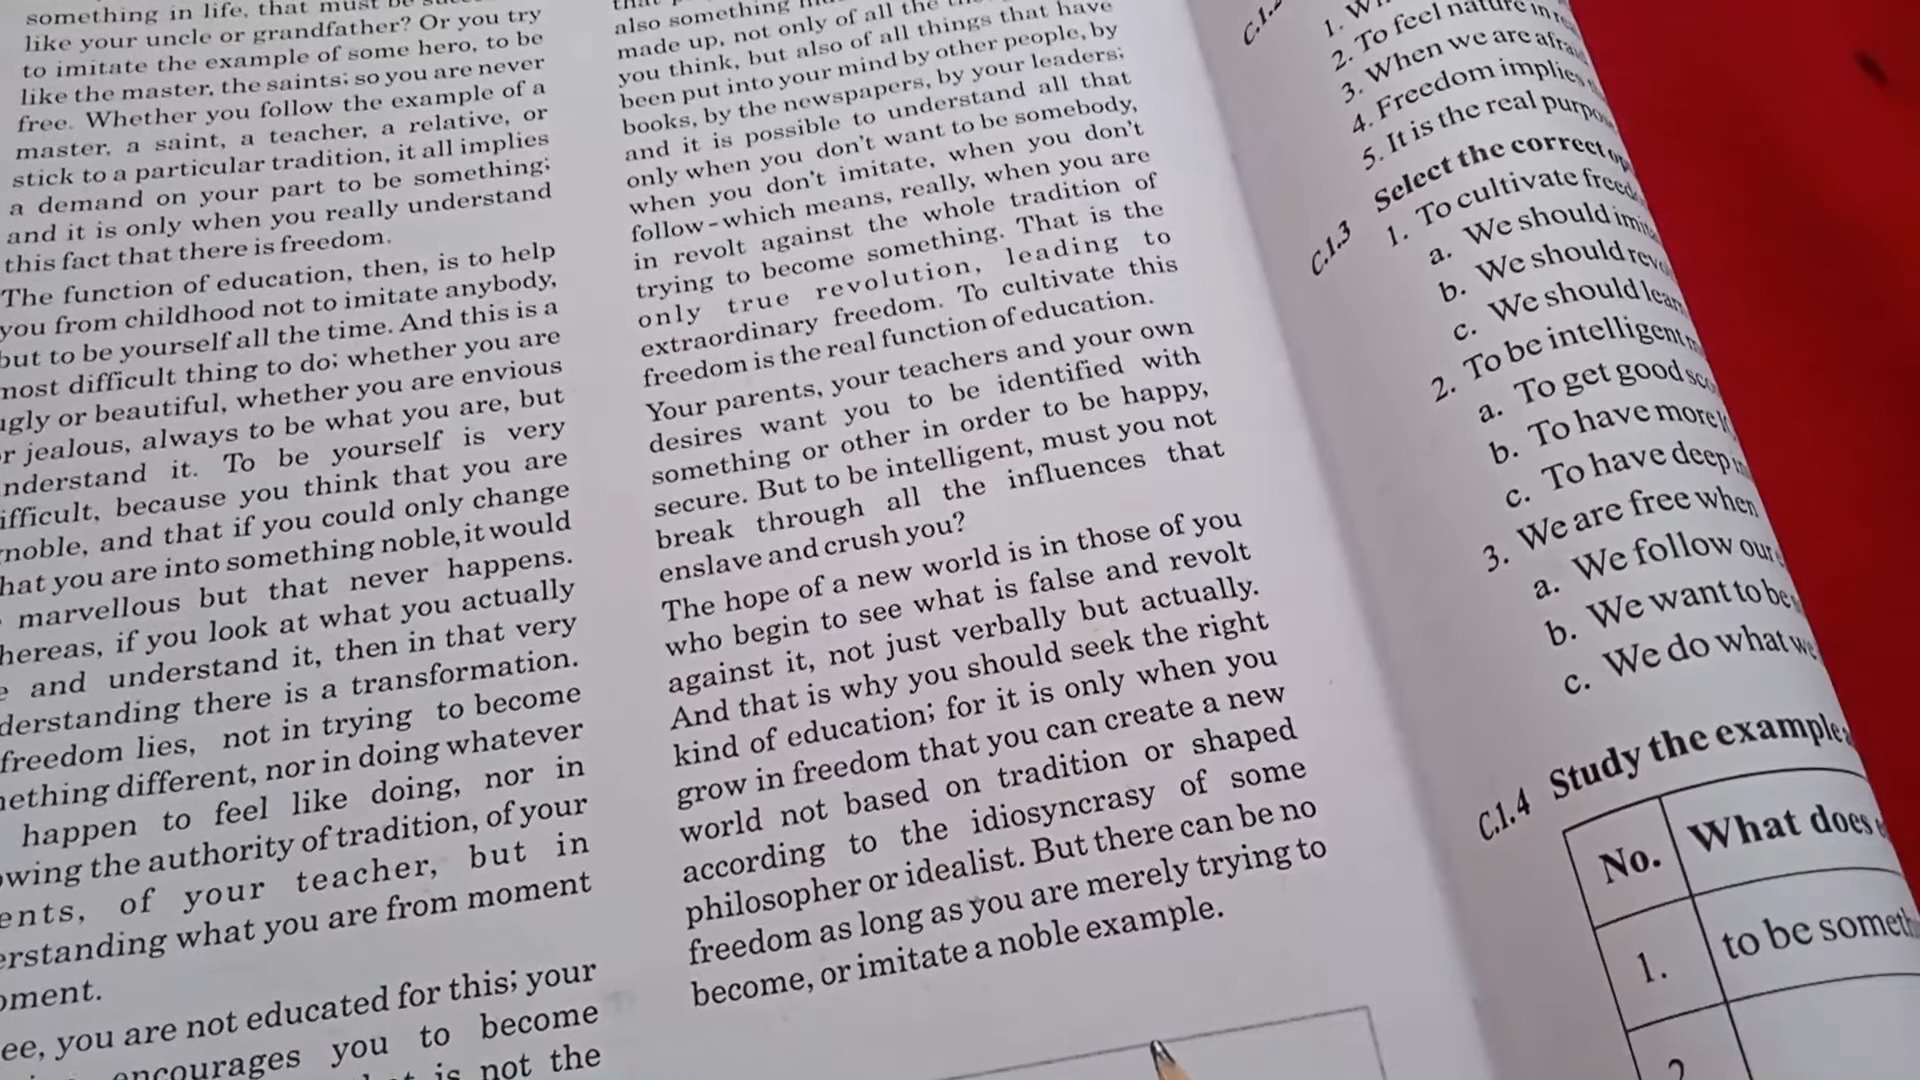 something in life, that must be
like your uncle or grandfather? Or you try
to imitate the example of some hero, to be
like the master, the saints; so you are never
free. Whether you follow the example of a
master, a saint, a teacher, a relative, or
stick to a particular tradition, it all implies
a demand on your part to be something;
and it is only when you really understand
this fact that there is freedom.
The function of education, then, is to help
you from childhood not to imitate anybody,
but to be yourself all the time. And this is a
most difficult thing to do; whether you are
ugly or beautiful, whether you are envious
or jealous, always to be what you are, but
understand it. To be yourself is very
difficult, because you think that you are
noble, and that if you could only change
what you are into something noble, it would
marvellous but that never happens.
whereas, if you look at what you actually
and understand it, then in that very
understanding there is a transformation.
freedom lies, not in trying to become
something different, nor in doing whatever
happen to feel like doing, nor in
the authority of tradition, of your
of your teacher, but in
understanding what you are from moment
moment.
you are not educated for this; your
encourages you to become
is not the
also something
made up, not only of all the
you think, but also of all things that have
been put into your mind by other people, by
books, by the newspapers, by your leaders;
and it is possible to understand all that
only when you don't want to be somebody,
when you don't imitate, when you don't
follow - which means, really, when you are
in revolt against the whole tradition of
trying to become something. That is the
only true revolution, leading to
extraordinary freedom. To cultivate this
freedom is the real function of education.
Your parents, your teachers and your own
desires want you to be identified with
something or other in order to be happy,
secure. But to be intelligent, must you not
break through all the influences that
enslave and crush you?
The hope of a new world is in those of you
who begin to see what is false and revolt
against it, not just verbally but actually.
And that is why you should seek the right
kind of education; for it is only when you
grow in freedom that you can create a new
world not based on tradition or shaped
according to the idiosyncrasy of some
philosopher or idealist. But there can be no
freedom as long as you are merely trying to
become, or imitate a noble example.
1.
2. To feel nature in
3. When we are
4. Freedom implies
5. It is the real
C.1.3 Select the correct
1. To cultivate
a. We should
b. We should
c. We should
2. To be intelligent
a. To get good
b. To have more
c. To have deep
3. We are free when
a. We follow our
b. We want to be
c. We do what
C.1.4 Study the example
No. What does
1. to be
2